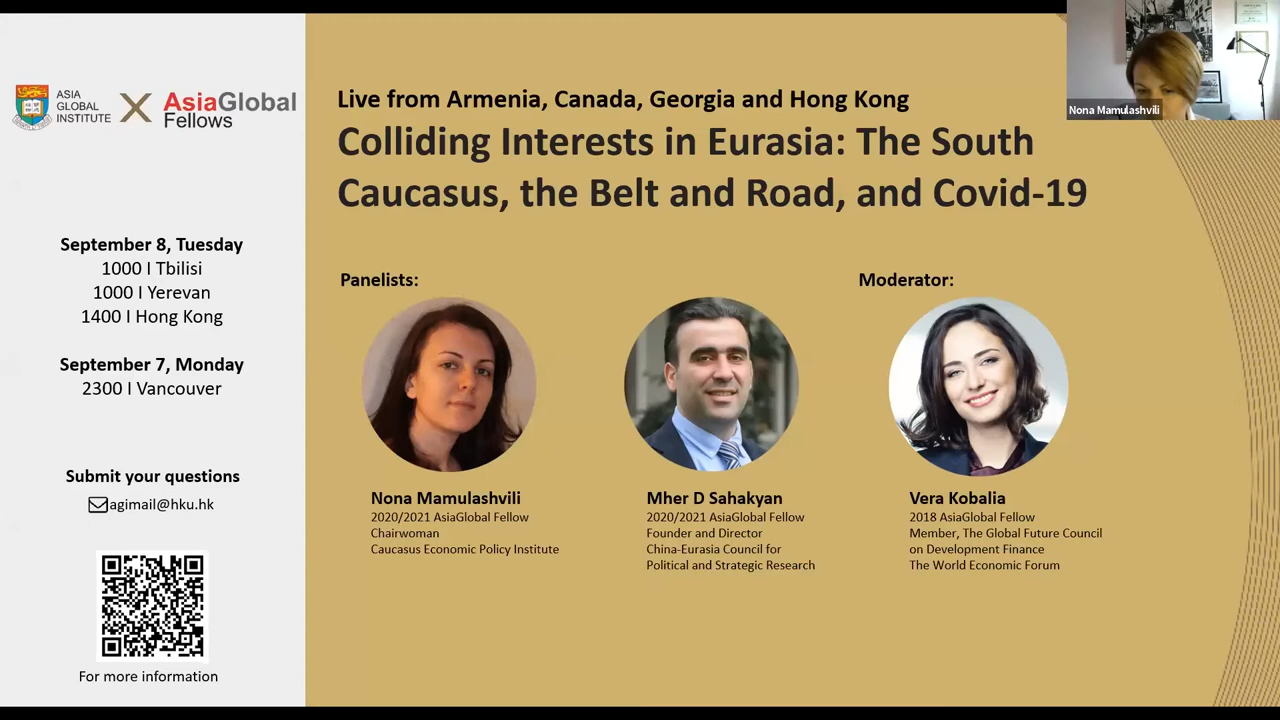 ASIA
GLOBAL
INSTITUTE
AsiaGlobal
Fellows
September 8, Tuesday
1000 I Tbilisi
1000 I Yerevan
1400 I Hong Kong
September 7, Monday
2300 I Vancouver
Submit your questions
agimail@hku.hk
For more information
Live from Armenia, Canada, Georgia and Hong Kong
Colliding Interests in Eurasia: The South
Caucasus, the Belt and Road, and Covid-19
Panelists:
Moderator:
Nona Mamulashvili
2020/2021 AsiaGlobal Fellow
Chairwoman
Caucasus Economic Policy Institute
Mher D Sahakyan
2020/2021 AsiaGlobal Fellow
Founder and Director
China-Eurasia Council for
Political and Strategic Research
Vera Kobalia
2018 AsiaGlobal Fellow
Member, The Global Future Council
on Development Finance
The World Economic Forum
Nona Mamulashvili